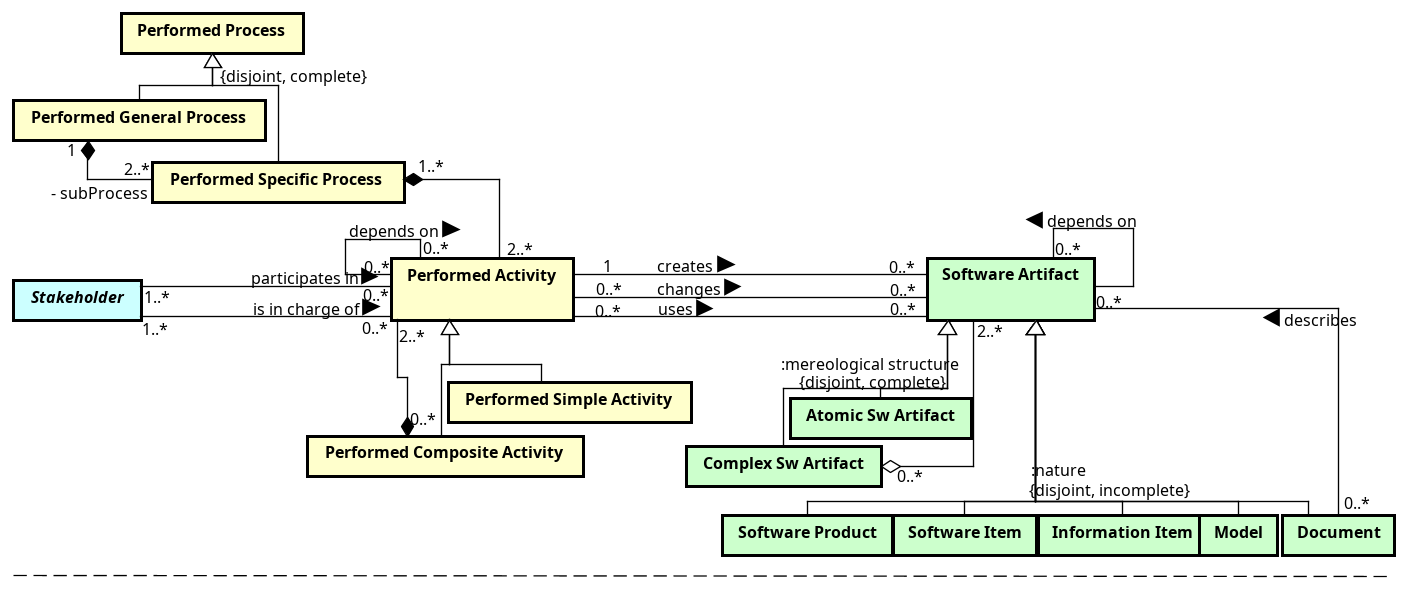 Performed Process
{disjoint, complete}
Performed General Process
1
2..*
- subProcess
Performed Specific Process
1..*
2..*
depends on
0..*
0..*
participates in
1..*
0..*
is in charge of
1..*
0..*
Stakeholder
Performed Activity
1
creates
0..*
0..*
changes
0..*
0..*
uses
0..*
Software Artifact
depends on
0..*
0..*
describes
0..*
2..*
0..*
Performed Simple Activity
Performed Composite Activity
2..*
:mereological structure
{disjoint, complete}
Atomic Sw Artifact
Complex Sw Artifact
0..*
:nature
{disjoint, incomplete}
Software Product
Software Item
Information Item
Model
Document